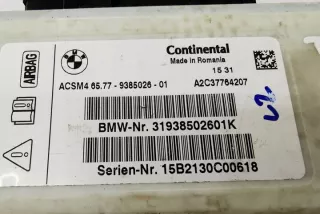 AIRBAG
BMW
Continental
Made in Romania
15 31
ACSM4 65.77 - 9385026 - 01
A2C37764207
BMW-Nr. 31938502601K
Serien-Nr. 15B2130C00618